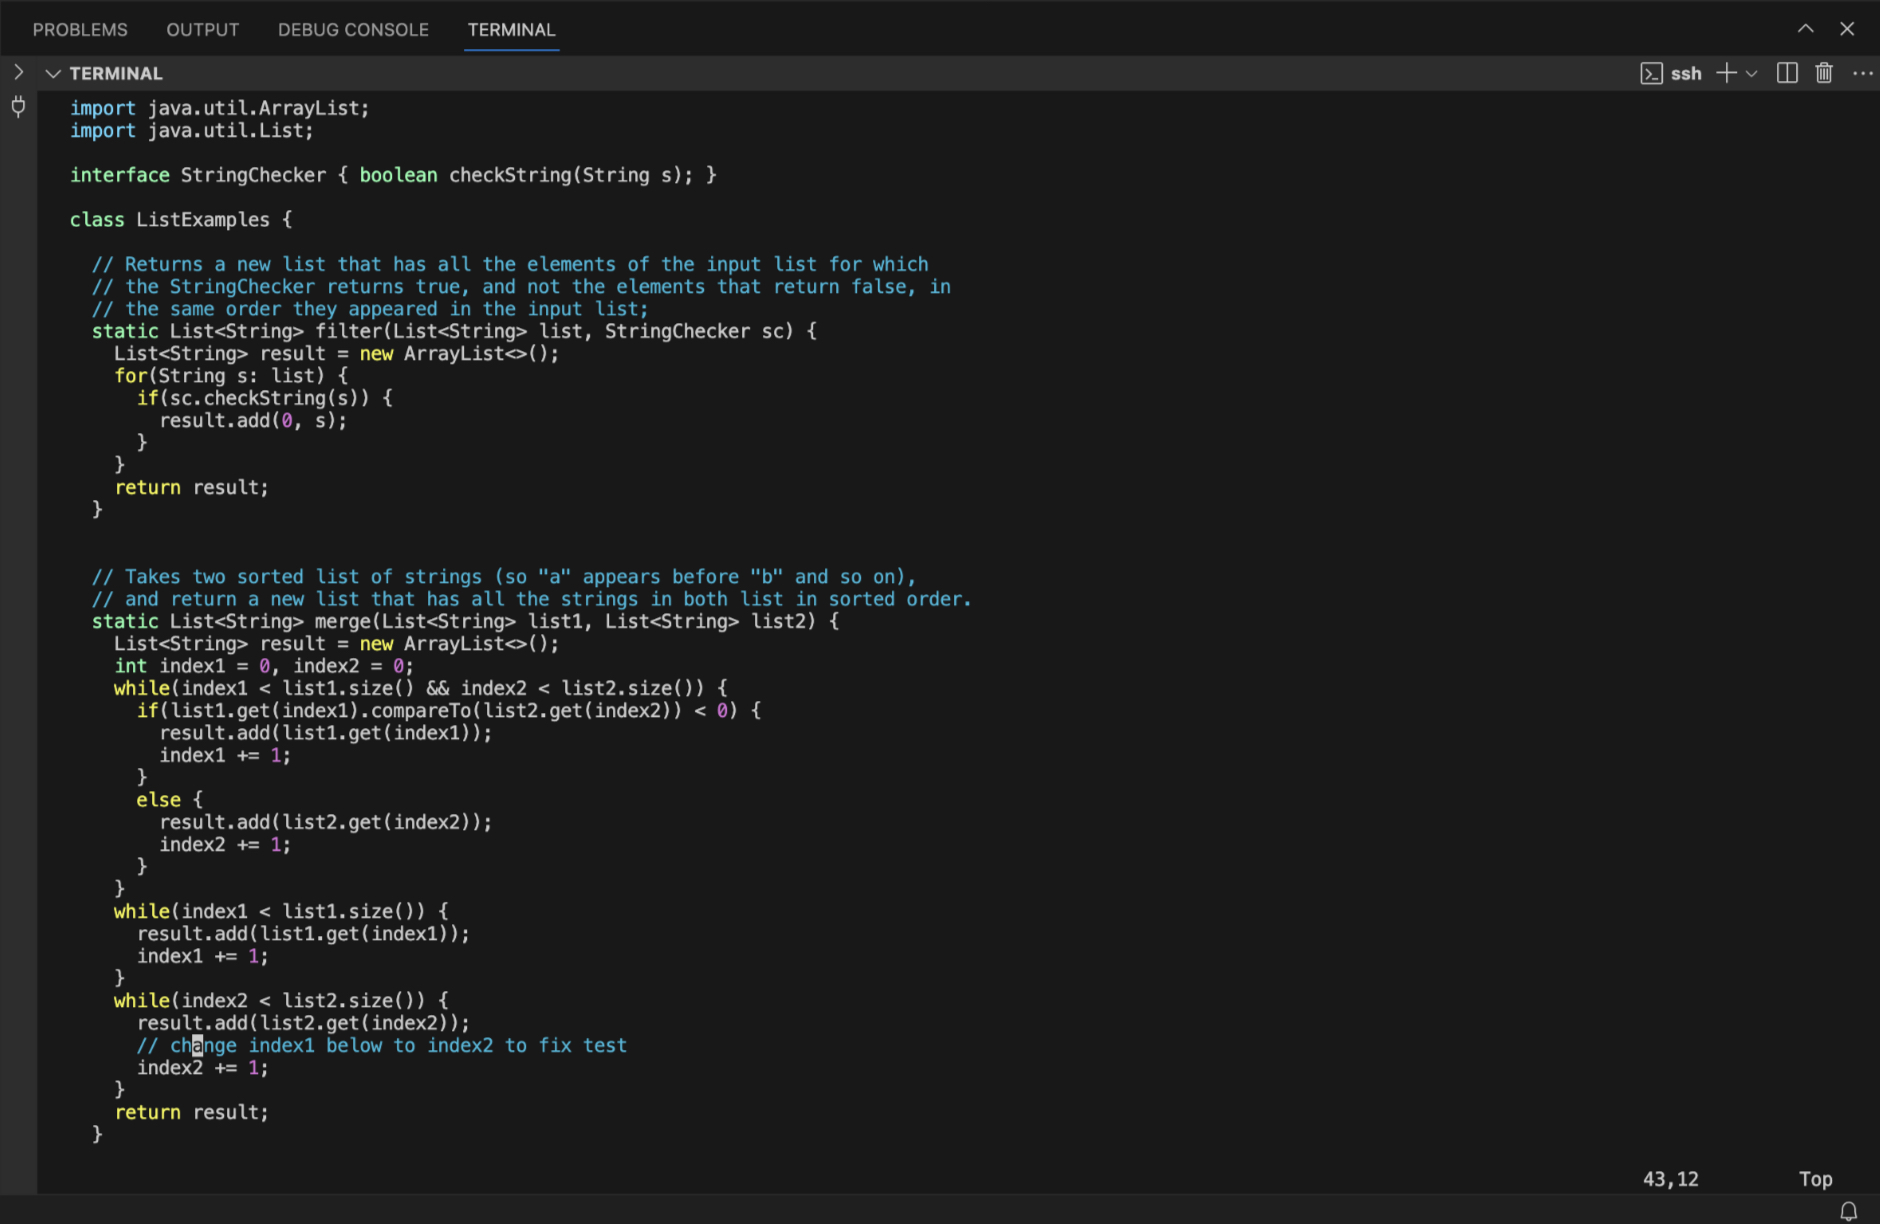 PROBLEMS OUTPUT DEBUG CONSOLE TERMINAL
TERMINAL ssh
import java.util.ArrayList;
import java.util.List;

interface StringChecker { boolean checkString(String s); }

class ListExamples {

  // Returns a new list that has all the elements of the input list for which
  // the StringChecker returns true, and not the elements that return false, in
  // the same order they appeared in the input list;
  static List<String> filter(List<String> list, StringChecker sc) {
    List<String> result = new ArrayList<>();
    for(String s: list) {
      if(sc.checkString(s)) {
        result.add(0, s);
      }
    }
    return result;
  }


  // Takes two sorted list of strings (so "a" appears before "b" and so on),
  // and return a new list that has all the strings in both list in sorted order.
  static List<String> merge(List<String> list1, List<String> list2) {
    List<String> result = new ArrayList<>();
    int index1 = 0, index2 = 0;
    while(index1 < list1.size() && index2 < list2.size()) {
      if(list1.get(index1).compareTo(list2.get(index2)) < 0) {
        result.add(list1.get(index1));
        index1 += 1;
      }
      else {
        result.add(list2.get(index2));
        index2 += 1;
      }
    }
    while(index1 < list1.size()) {
      result.add(list1.get(index1));
      index1 += 1;
    }
    while(index2 < list2.size()) {
      result.add(list2.get(index2));
      // change index1 below to index2 to fix test
      index2 += 1;
    }
    return result;
  }

43,12 Top